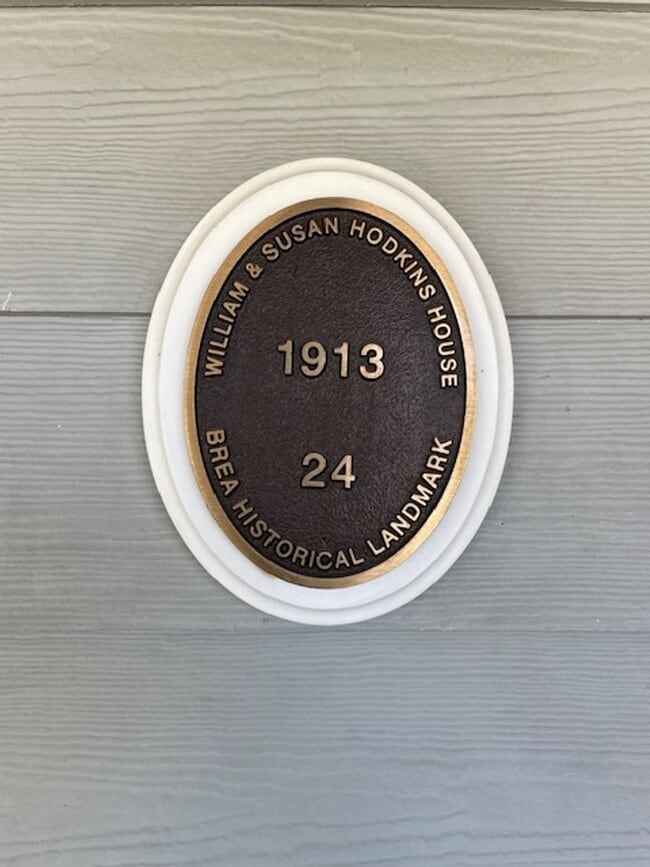 WILLIAM & SUSAN HODKINS HOUSE
1913
24
BREA HISTORICAL LANDMARK